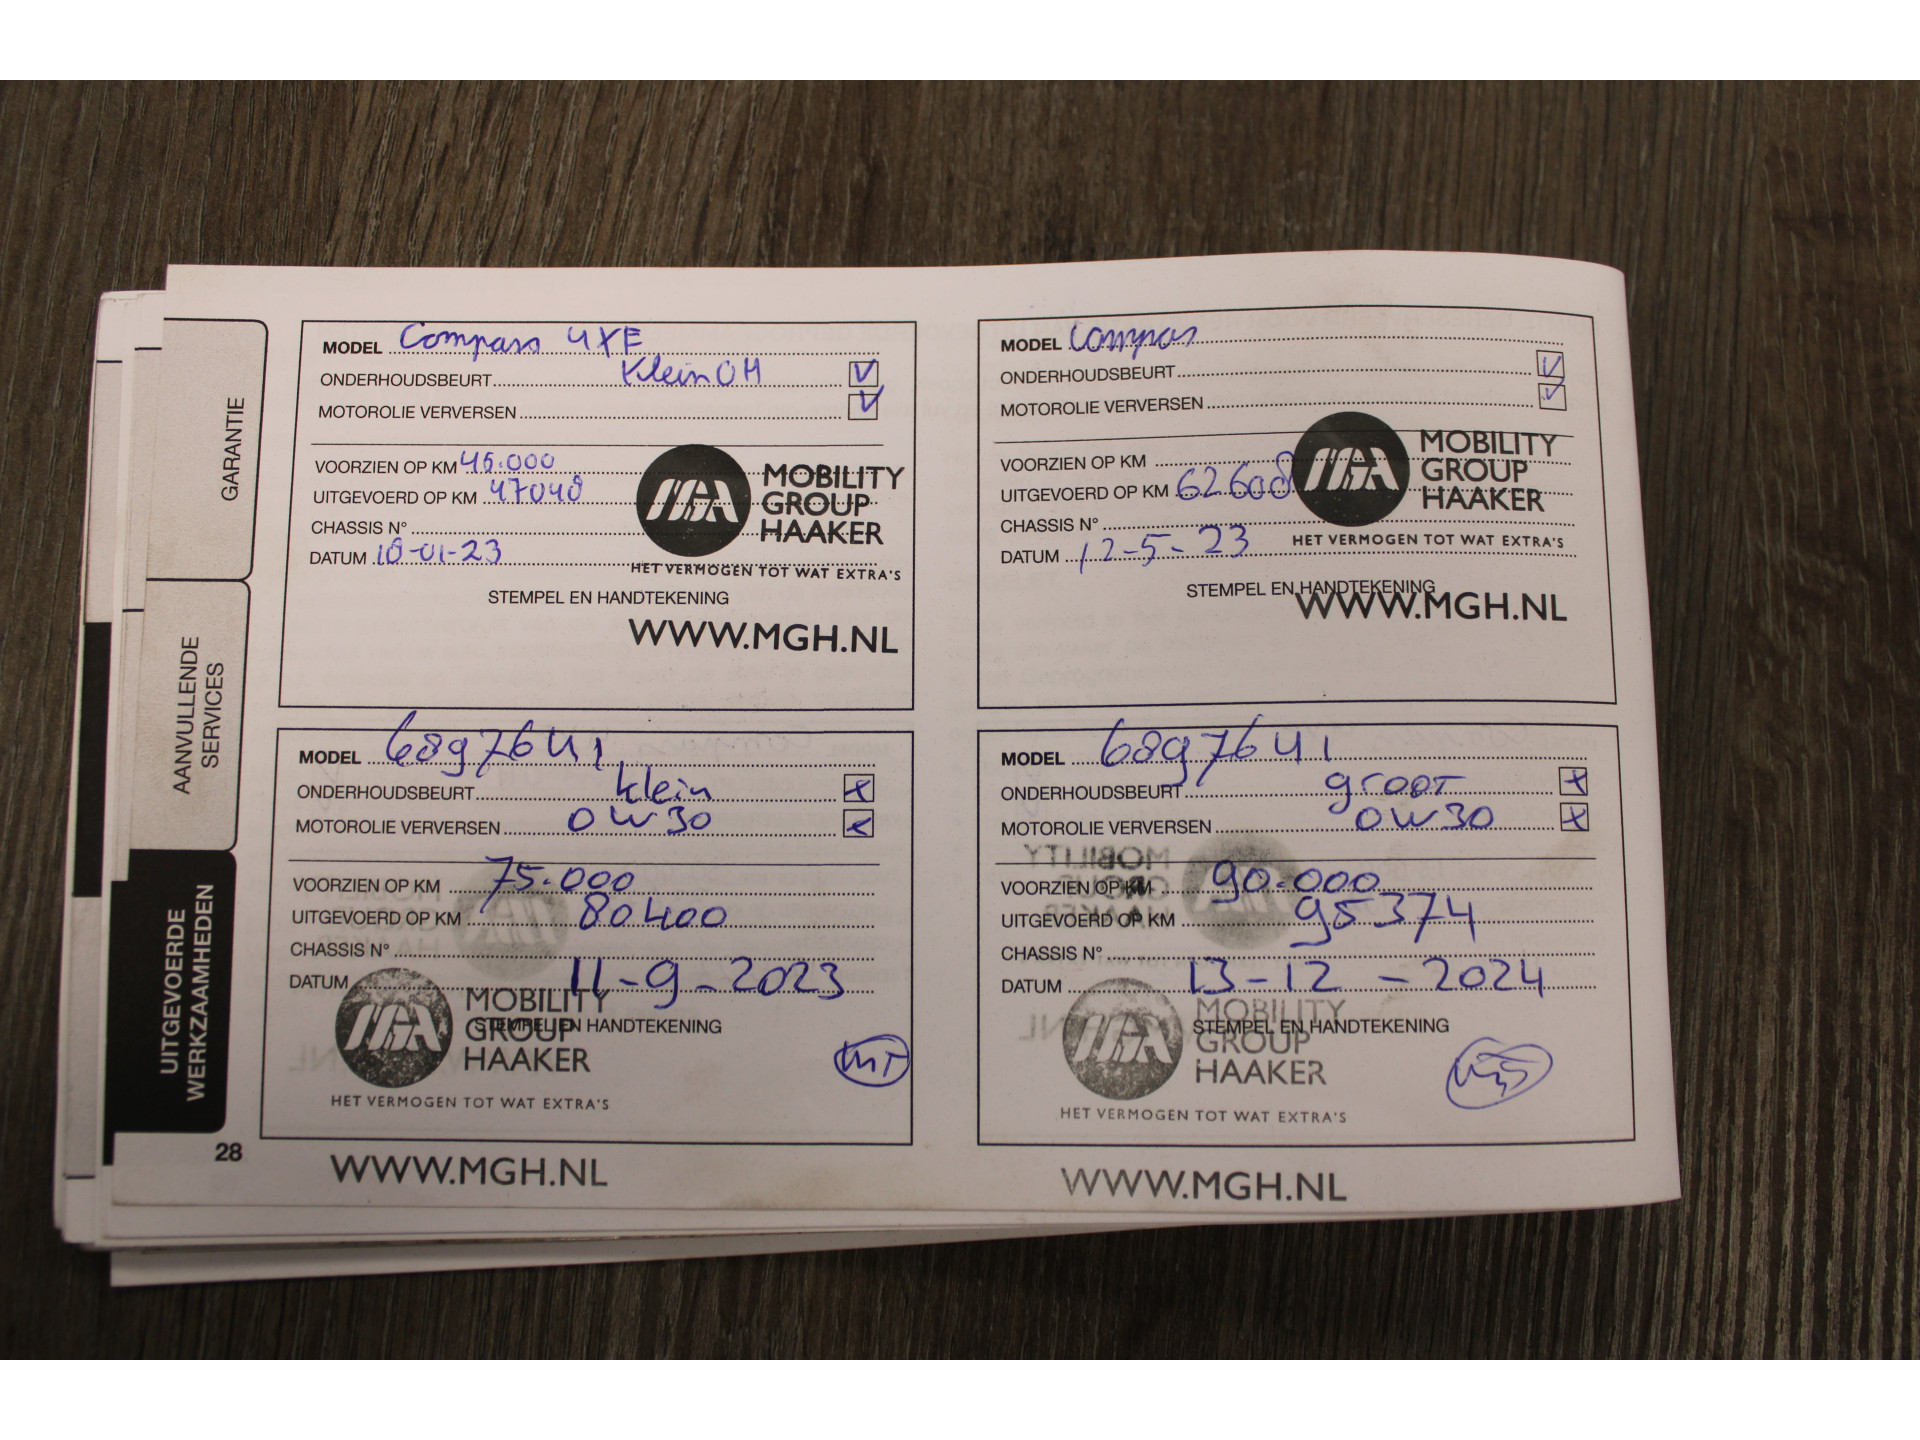 GARANTIE
AANVULLENDE
SERVICES
UITGEVOERDE
WERKZAAMHEDEN
MODEL Compass 4XE
ONDERHOUDSBEURT Klein OH V
MOTOROLIE VERVERSEN V
VOORZIEN OP KM 45.000
UITGEVOERD OP KM 47048
CHASSIS N°
DATUM 18-01-23
MOBILITY
GROUP
HAAKER
HET VERMOGEN TOT WAT EXTRA'S
STEMPEL EN HANDTEKENING
WWW.MGH.NL
MODEL Compas
ONDERHOUDSBEURT V
MOTOROLIE VERVERSEN V
VOORZIEN OP KM
UITGEVOERD OP KM 62608
CHASSIS N°
DATUM 12-5-23
MOBILITY
GROUP
HAAKER
HET VERMOGEN TOT WAT EXTRA'S
STEMPEL EN HANDTEKENING
WWW.MGH.NL
MODEL 6897641
ONDERHOUDSBEURT klein x
MOTOROLIE VERVERSEN 0W30 x
VOORZIEN OP KM 75.000
UITGEVOERD OP KM 80400
CHASSIS N°
DATUM 11-9-2023
MOBILITY
STEMPEL EN HANDTEKENING
GROUP
HAAKER
HET VERMOGEN TOT WAT EXTRA'S
WWW.MGH.NL
MODEL 6897641
ONDERHOUDSBEURT groot x
MOTOROLIE VERVERSEN 0W30 x
VOORZIEN OP KM 90.000
UITGEVOERD OP KM 95374
CHASSIS N°
DATUM 13-12-2024
MOBILITY
STEMPEL EN HANDTEKENING
GROUP
HAAKER
HET VERMOGEN TOT WAT EXTRA'S
WWW.MGH.NL
28